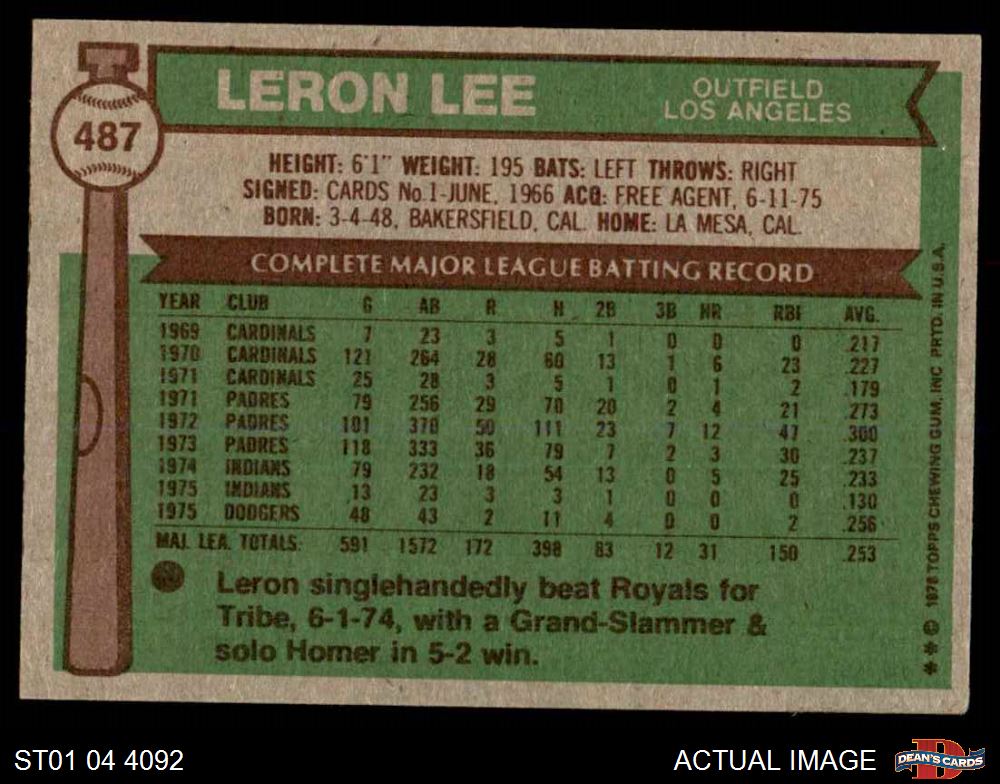 487
LERON LEE
OUTFIELD
LOS ANGELES
HEIGHT: 6'1" WEIGHT: 195 BATS: LEFT THROWS: RIGHT
SIGNED: CARDS No.1-JUNE, 1966 ACQ: FREE AGENT, 6-11-75
BORN: 3-4-48, BAKERSFIELD, CAL. HOME: LA MESA, CAL.
COMPLETE MAJOR LEAGUE BATTING RECORD
YEAR CLUB G AB R H 2B 3B HR RBI AVG.
1969 CARDINALS 7 23 3 5 1 0 0 0 .217
1970 CARDINALS 121 264 28 60 13 1 6 23 .227
1971 CARDINALS 25 28 3 5 1 0 1 2 .179
1971 PADRES 79 256 29 70 20 2 4 21 .273
1972 PADRES 101 370 50 111 23 7 12 47 .300
1973 PADRES 118 333 36 79 7 2 3 30 .237
1974 INDIANS 79 232 18 54 13 0 5 25 .233
1975 INDIANS 13 23 3 3 1 0 0 0 .130
1975 DODGERS 48 43 2 11 4 0 0 2 .256
MAJ. LEA. TOTALS 591 1572 172 398 83 12 31 150 .253
Leron singlehandedly beat Royals for
Tribe, 6-1-74, with a Grand-Slammer &
solo Homer in 5-2 win.
* * © 1976 TOPPS CHEWING GUM, INC PRTD. IN U.S.A.
ST01 04 4092
ACTUAL IMAGE
D
DEAN'S CARDS